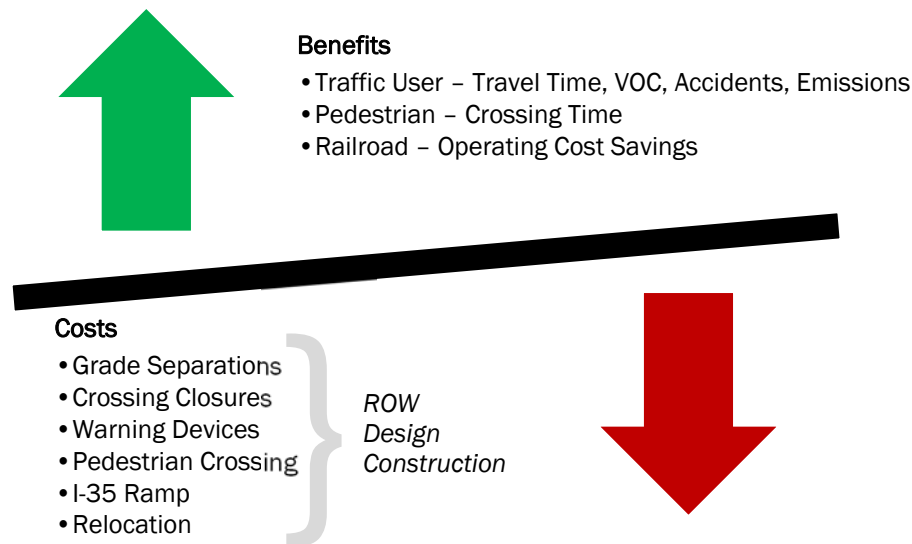 Benefits
•Traffic User – Travel Time, VOC, Accidents, Emissions
•Pedestrian – Crossing Time
•Railroad – Operating Cost Savings
Costs
•Grade Separations
•Crossing Closures
•Warning Devices
•Pedestrian Crossing
•I-35 Ramp
•Relocation
ROW
Design
Construction